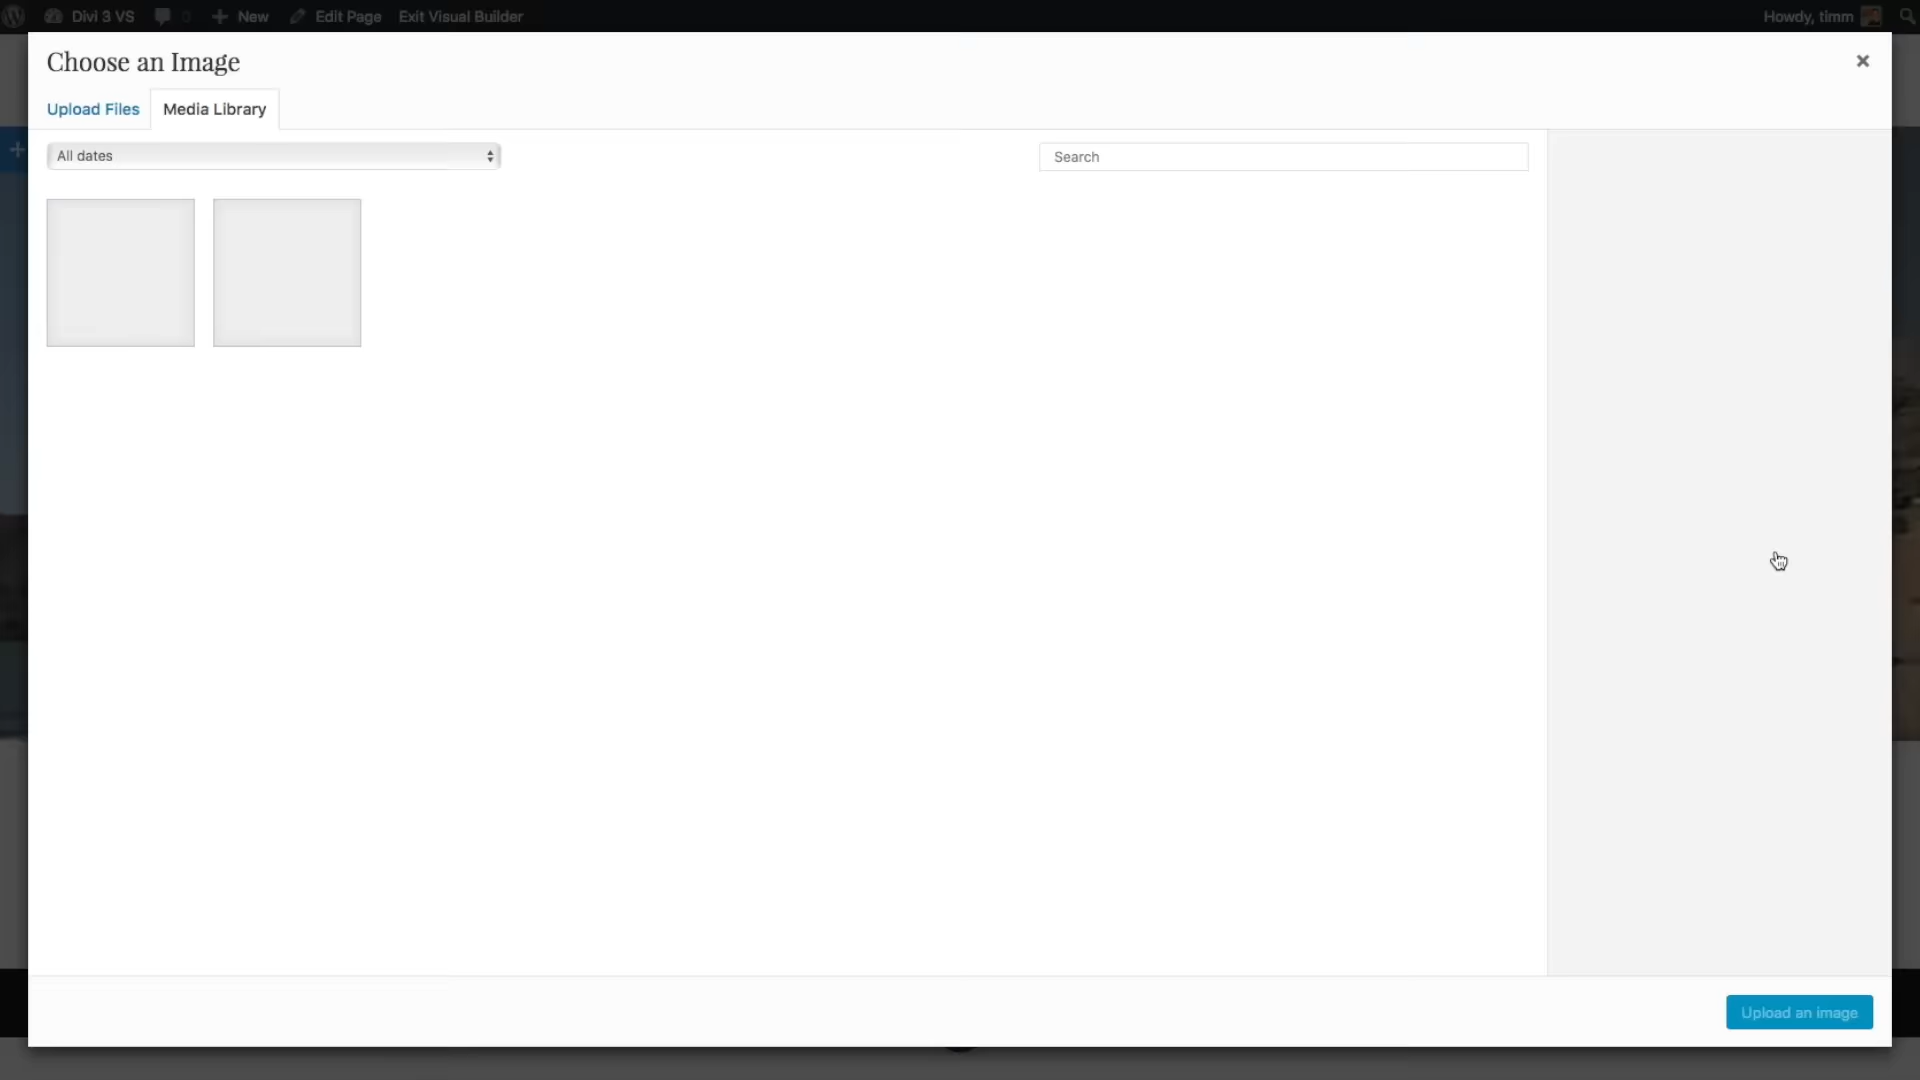 Divi 3 VS 0 New Edit Page Exit Visual Builder Howdy, timm
Choose an Image
Upload Files Media Library
All dates Search
Upload an image